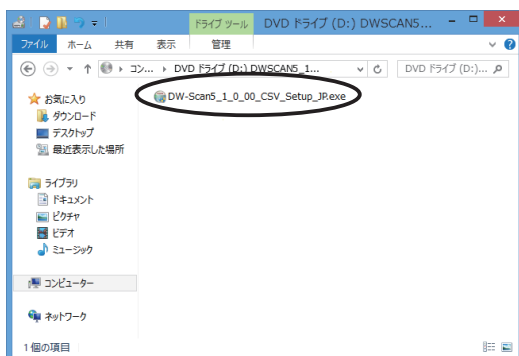 ドライブ ツール DVD ドライブ (D:) DWSCAN5...
ファイル ホーム 共有 表示 管理
コン... DVD ドライブ (D:) DWSCAN5_1... DVD ドライブ (D:)...
お気に入り
ダウンロード
デスクトップ
最近表示した場所
DW-Scan5_1_0_00_CSV_Setup_JP.exe
ライブラリ
ドキュメント
ピクチャ
ビデオ
ミュージック
コンピューター
ネットワーク
1 個の項目